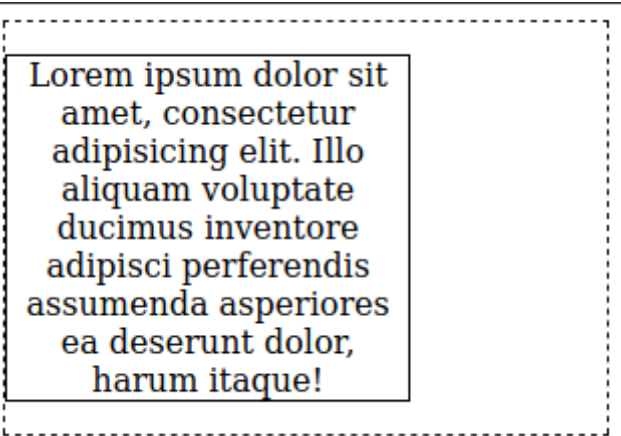 Lorem ipsum dolor sit
amet, consectetur
adipisicing elit. Illo
aliquam voluptate
ducimus inventore
adipisci perferendis
assumenda asperiores
ea deserunt dolor,
harum itaque!